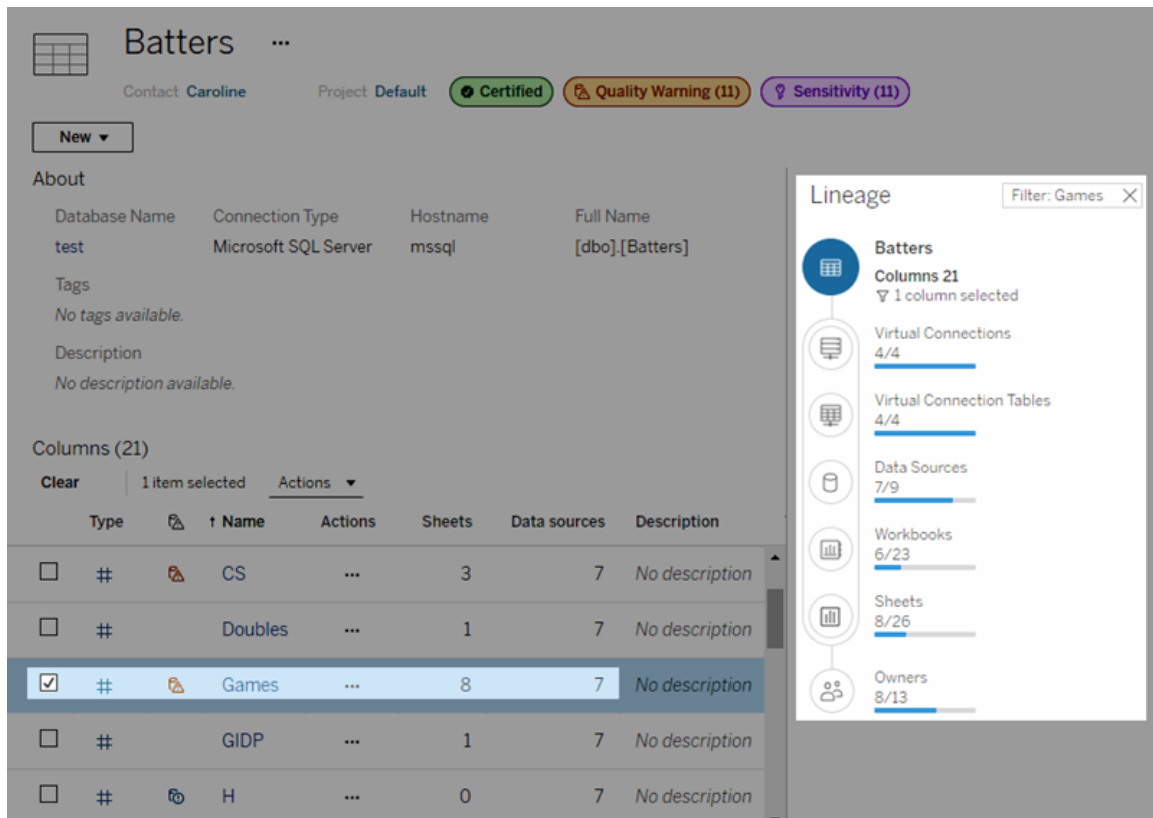 Batters ...
Contact Caroline Project Default Certified Quality Warning (11) Sensitivity (11)
New
About
Database Name Connection Type Hostname Full Name
test Microsoft SQL Server mssql [dbo].[Batters]
Tags
No tags available.
Description
No description available.
Columns (21)
Clear 1 item selected Actions
Type ↑ Name Actions Sheets Data sources Description
# CS ... 3 7 No description
# Doubles ... 1 7 No description
# Games ... 8 7 No description
# GIDP ... 1 7 No description
# H ... 0 7 No description
Lineage Filter: Games
Batters
Columns 21
1 column selected
Virtual Connections
4/4
Virtual Connection Tables
4/4
Data Sources
7/9
Workbooks
6/23
Sheets
8/26
Owners
8/13